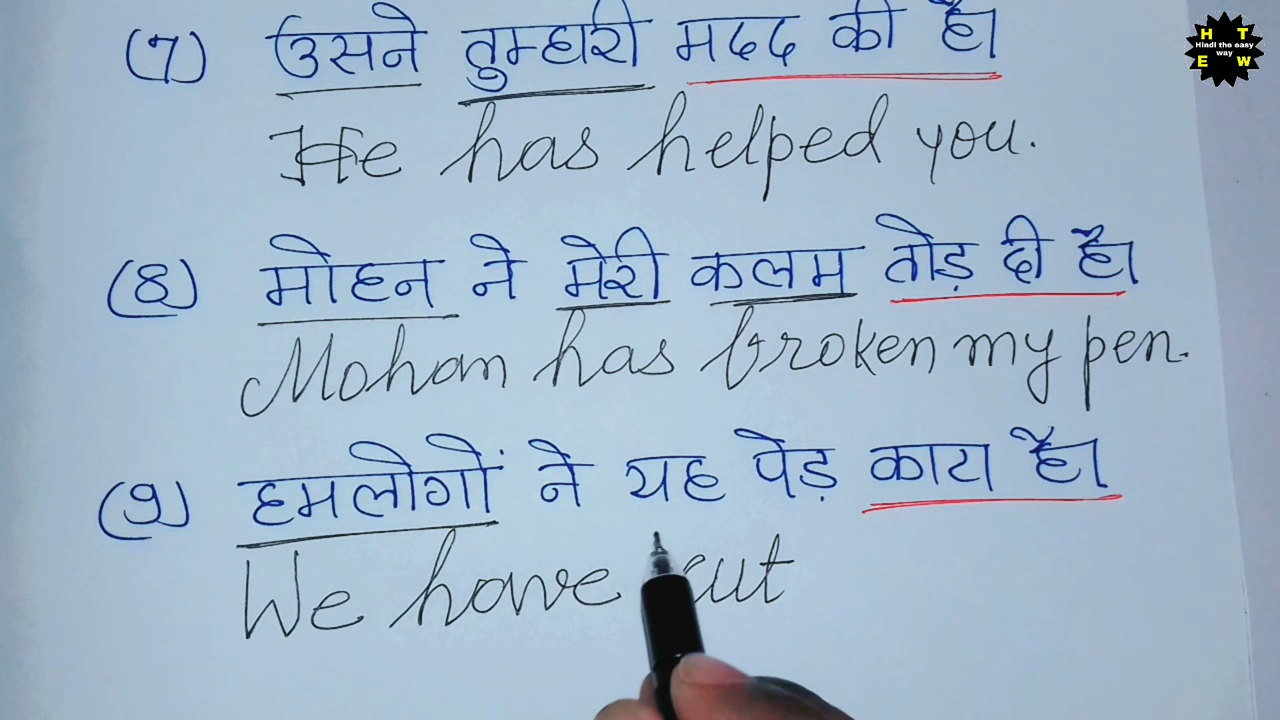 H T
Hindi the easy
way
E W
(7) उसने तुम्हारी मदद की है।
He has helped you.
(8) मोहन ने मेरी कलम तोड़ दी है।
Mohan has broken my pen.
(9) हमलोगों ने यह पेड़ काटा है।
We have cut